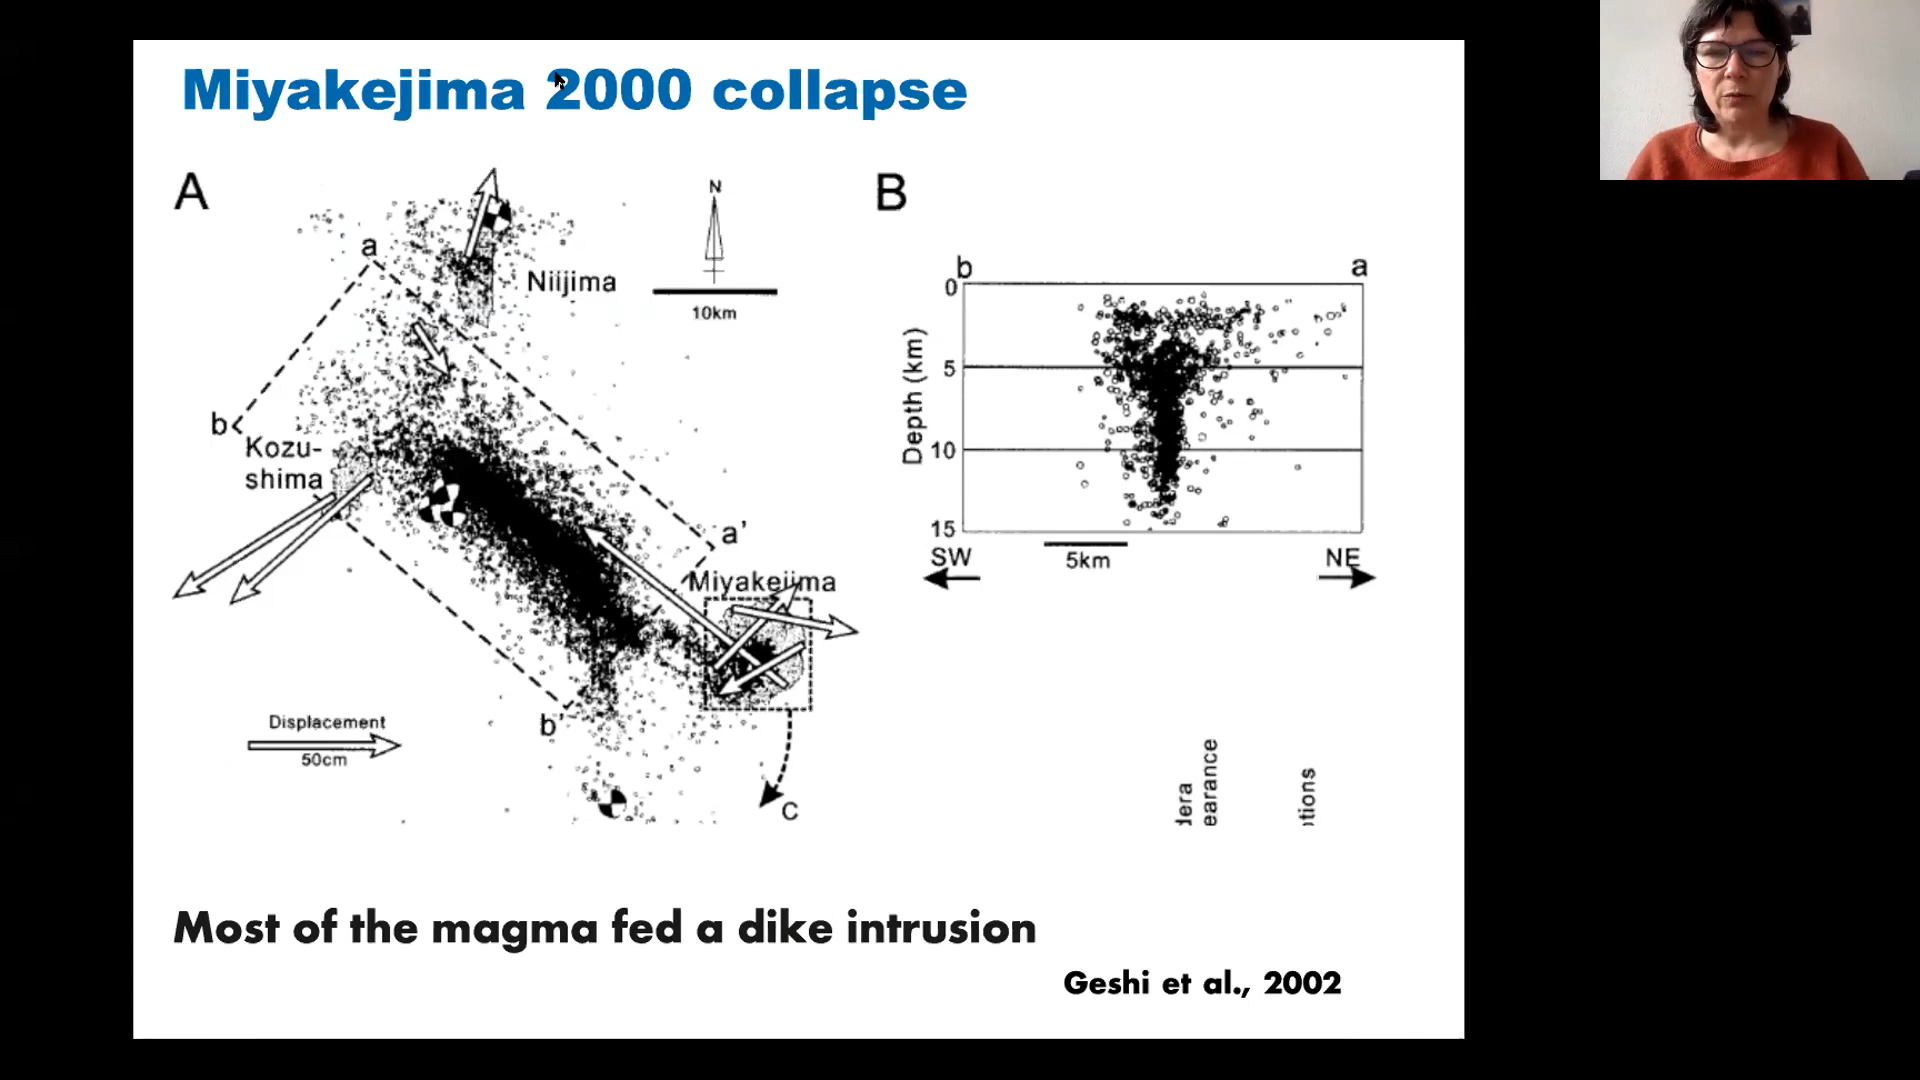 Miyakejima 2000 collapse
A
N
10km
a
Niijima
b
Kozu-
shima
a'
Miyakejima
b'
Displacement
50cm
C
B
b
a
0
5
10
15
Depth (km)
SW
5km
NE
dera
earance
tions
Most of the magma fed a dike intrusion
Geshi et al., 2002